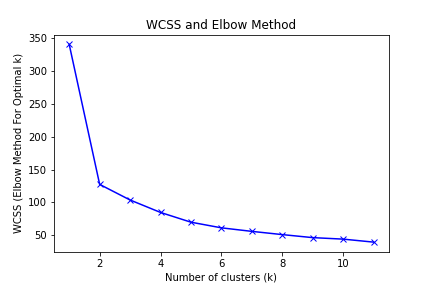 WCSS and Elbow Method
WCSS (Elbow Method For Optimal k)
350
300
250
200
150
100
50
2 4 6 8 10
Number of clusters (k)